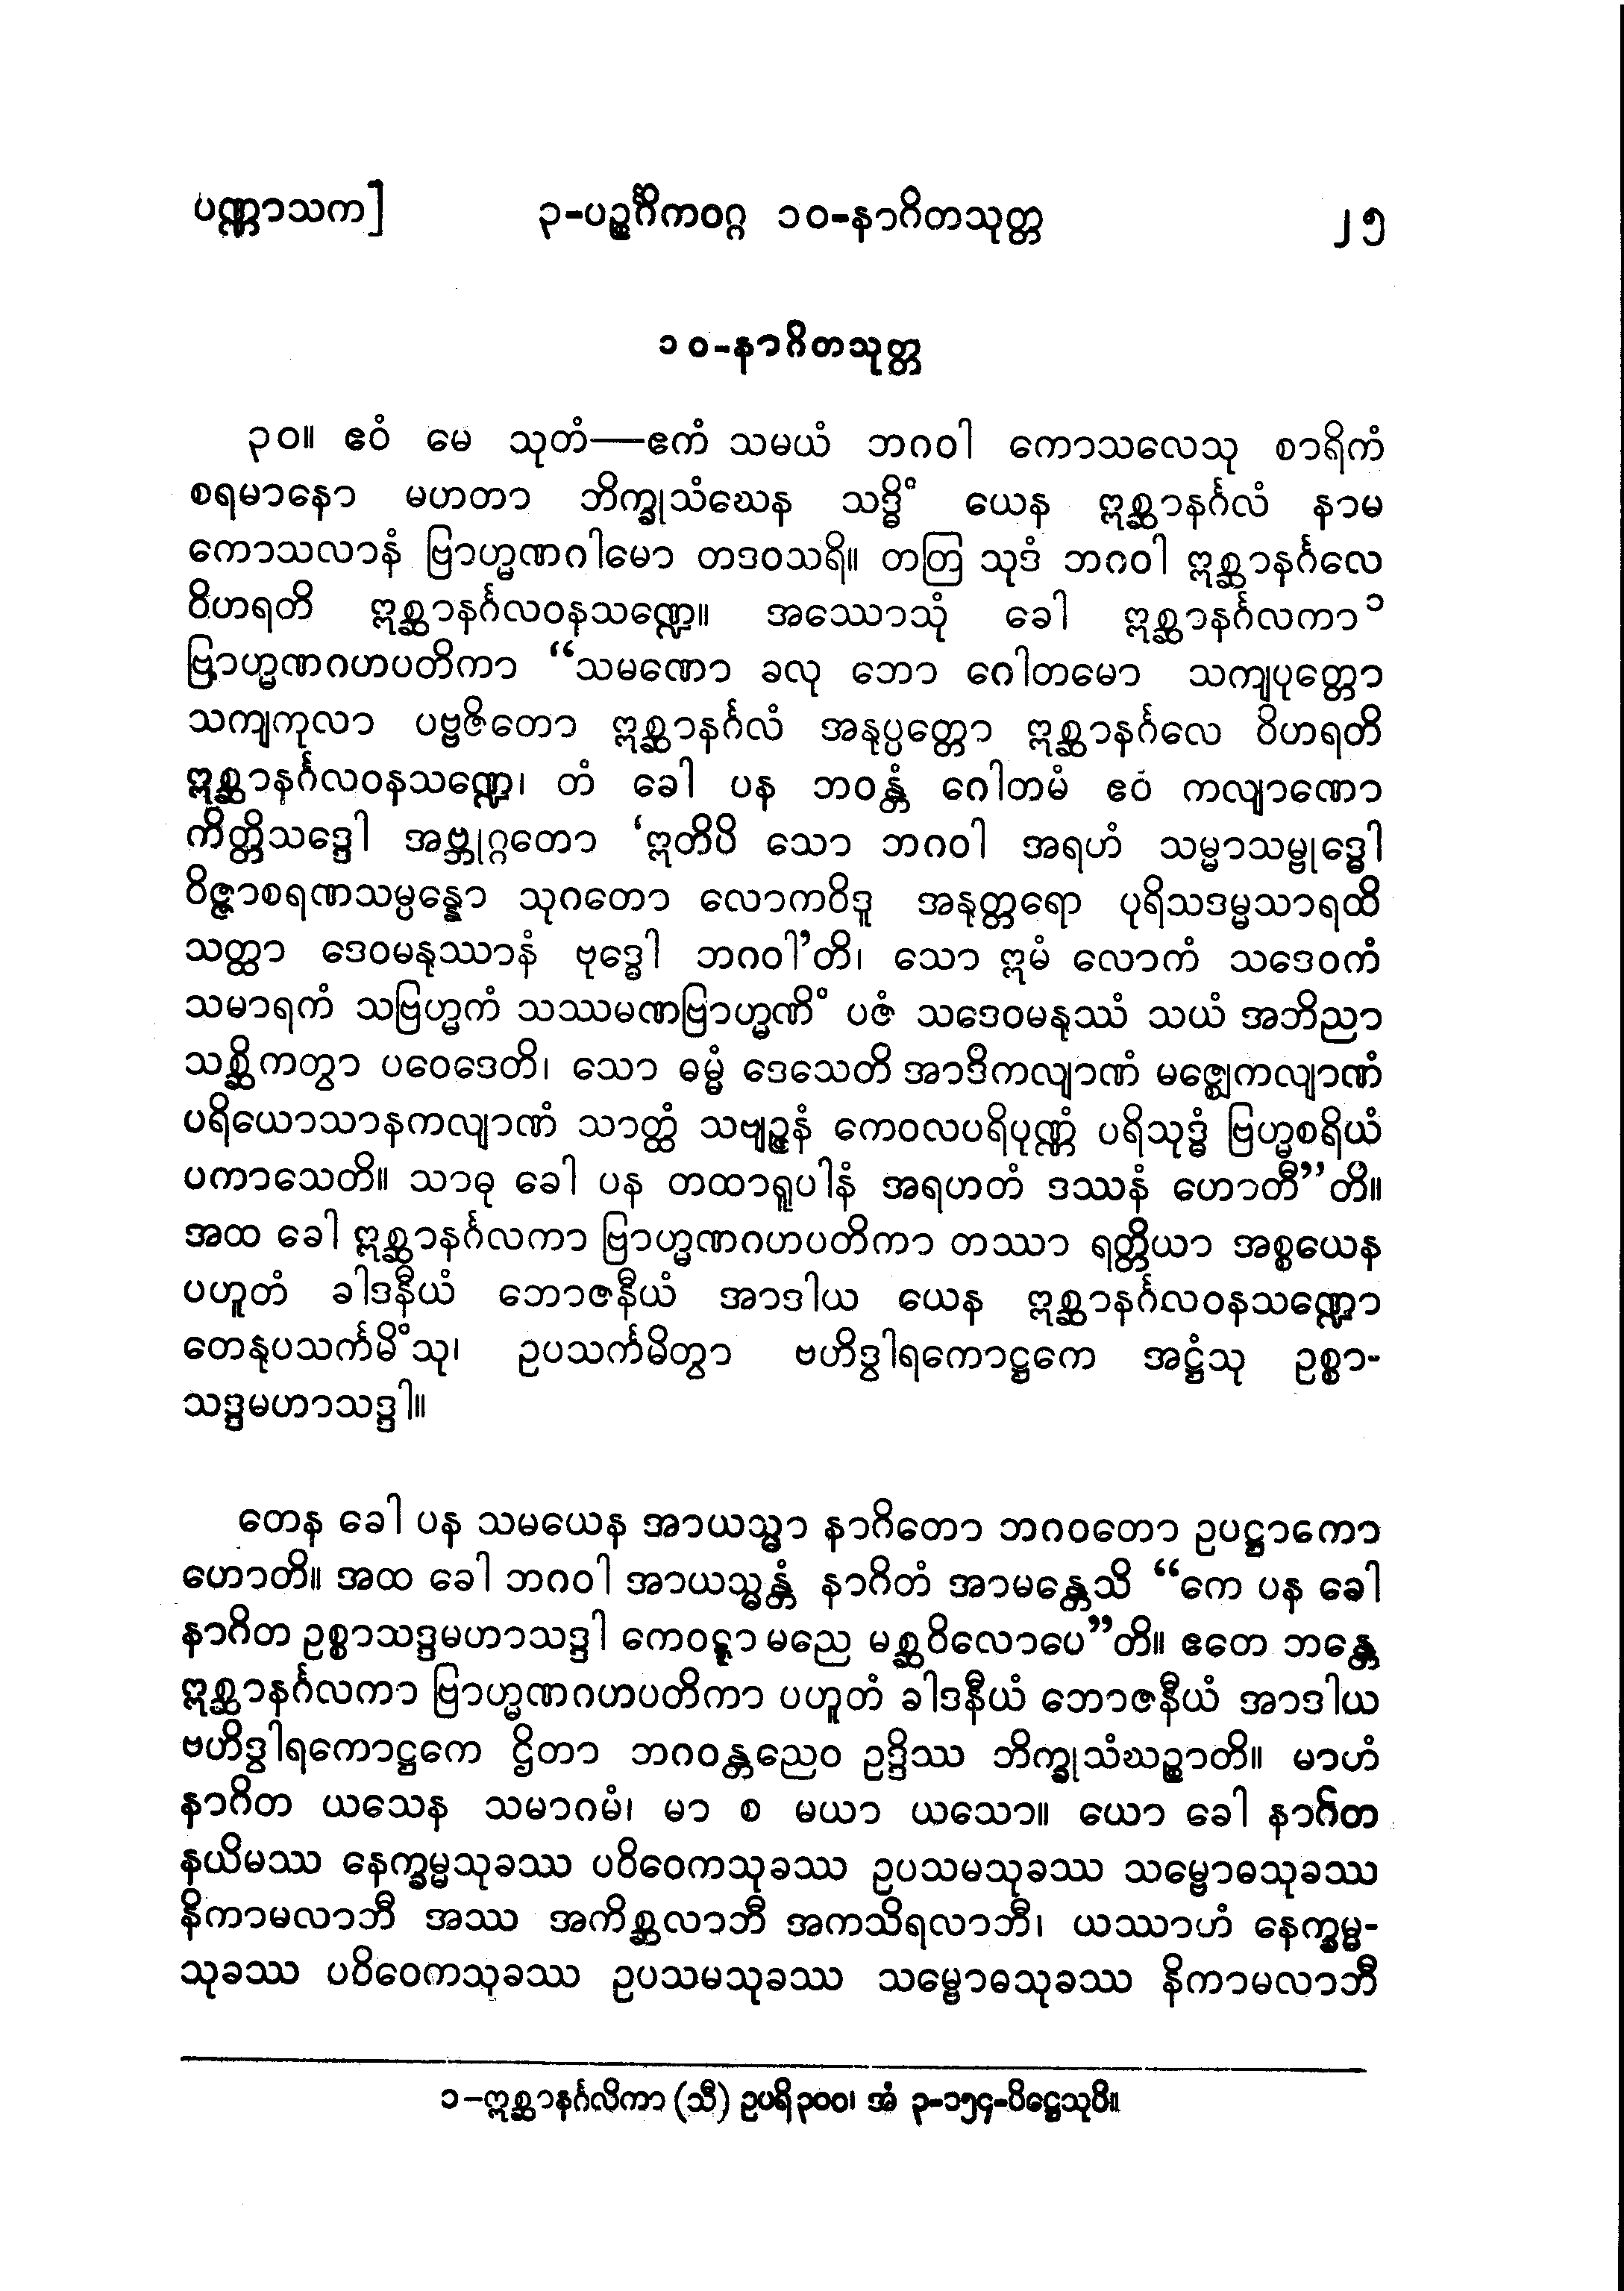 ပဏ္ဏာသက]	၃-ပဉ္စင်္ဂိကဝဂ္ဂ ၁၀-နာဂိတသုတ္တ	၂၅
၁၀-နာဂိတသုတ္တ
၃၀။ ဧဝံ မေ သုတံ—ဧကံ သမယံ ဘဂဝါ ကောသလေသု စာရိကံ
စရမာနော မဟတာ ဘိက္ခုသံဃေန သဒ္ဓိံ ယေန ဣစ္ဆာနင်္ဂလံ နာမ
ကောသလာနံ ဗြာဟ္မဏဂါမော တဒဝသရိ။ တတြ သုဒံ ဘဂဝါ ဣစ္ဆာနင်္ဂလေ
ဝိဟရတိ ဣစ္ဆာနင်္ဂလဝနသဏ္ဍေ။ အဿောသုံ ခေါ ဣစ္ဆာနင်္ဂလကာ ၁
ဗြာဟ္မဏဂဟပတိကာ “သမဏော ခလု ဘော ဂေါတမော သကျပုတ္တော
သကျကုလာ ပဗ္ဗဇိတော ဣစ္ဆာနင်္ဂလံ အနုပ္ပတ္တော ဣစ္ဆာနင်္ဂလေ ဝိဟရတိ
ဣစ္ဆာနင်္ဂလဝနသဏ္ဍေ၊ တံ ခေါ ပန ဘဝန္တံ ဂေါတမံ ဧဝံ ကလျာဏော
ကိတ္တိသဒ္ဒေါ အဗ္ဘုဂ္ဂတော ‘ဣတိပိ သော ဘဂဝါ အရဟံ သမ္မာသမ္ဗုဒ္ဓေါ
ဝိဇ္ဇာစရဏသမ္ပန္နော သုဂတော လောကဝိဒူ အနုတ္တရော ပုရိသဒမ္မသာရထိ
သတ္ထာ ဒေဝမနုဿာနံ ဗုဒ္ဓေါ ဘဂဝါ’တိ၊ သော ဣမံ လောကံ သဒေဝကံ
သမာရကံ သဗြဟ္မကံ သဿမဏဗြာဟ္မဏိံ ပဇံ သဒေဝမနုဿံ သယံ အဘိညာ
သစ္ဆိကတွာ ပဝေဒေတိ၊ သော ဓမ္မံ ဒေသေတိ အာဒိကလျာဏံ မဇ္ဈေကလျာဏံ
ပရိယောသာနကလျာဏံ သာတ္ထံ သဗျဉ္ဇနံ ကေဝလပရိပုဏ္ဏံ ပရိသုဒ္ဓံ ဗြဟ္မစရိယံ
ပကာသေတိ။ သာဓု ခေါ ပန တထာရူပါနံ အရဟတံ ဒဿနံ ဟောတီ”တိ။
အထ ခေါ ဣစ္ဆာနင်္ဂလကာ ဗြာဟ္မဏဂဟပတိကာ တဿာ ရတ္တိယာ အစ္စယေန
ပဟူတံ ခါဒနီယံ ဘောဇနီယံ အာဒါယ ယေန ဣစ္ဆာနင်္ဂလဝနသဏ္ဍော
တေနုပသင်္ကမိံသု၊ ဥပသင်္ကမိတွာ ဗဟိဒွါရကောဋ္ဌကေ အဋ္ဌံသု ဥစ္စာ-
သဒ္ဒမဟာသဒ္ဒါ။
တေန ခေါ ပန သမယေန အာယသ္မာ နာဂိတော ဘဂဝတော ဥပဋ္ဌာကော
ဟောတိ။ အထ ခေါ ဘဂဝါ အာယသ္မန္တံ နာဂိတံ အာမန္တေသိ “ကေ ပန ခေါ
နာဂိတ ဥစ္စာသဒ္ဒမဟာသဒ္ဒါ ကေဝဋ္ဋာ မညေ မစ္ဆဝိလောပေ”တိ။ ဧတေ ဘန္တေ
ဣစ္ဆာနင်္ဂလကာ ဗြာဟ္မဏဂဟပတိကာ ပဟူတံ ခါဒနီယံ ဘောဇနီယံ အာဒါယ
ဗဟိဒွါရကောဋ္ဌကေ ဌိတာ ဘဂဝန္တညေဝ ဥဒ္ဒိဿ ဘိက္ခုသံဃဉ္စာတိ။ မာဟံ
နာဂိတ ယသေန သမာဂမံ၊ မာ စ မယာ ယသော။ ယော ခေါ နာဂိတ
နယိမဿ နေက္ခမ္မသုခဿ ပဝိဝေကသုခဿ ဥပသမသုခဿ သမ္ဗောဓသုခဿ
နိကာမလာဘီ အဿ အကိစ္ဆလာဘီ အကသိရလာဘီ၊ ယဿာဟံ နေက္ခမ္မ-
သုခဿ ပဝိဝေကသုခဿ ဥပသမသုခဿ သမ္ဗောဓသုခဿ နိကာမလာဘီ
၁-ဣစ္ဆာနင်္ဂလိကာ (သီ) ဥပရိ ၃၀၀၊ အံ ၃-၁၅၄-ပိဋ္ဌေသုပိ။